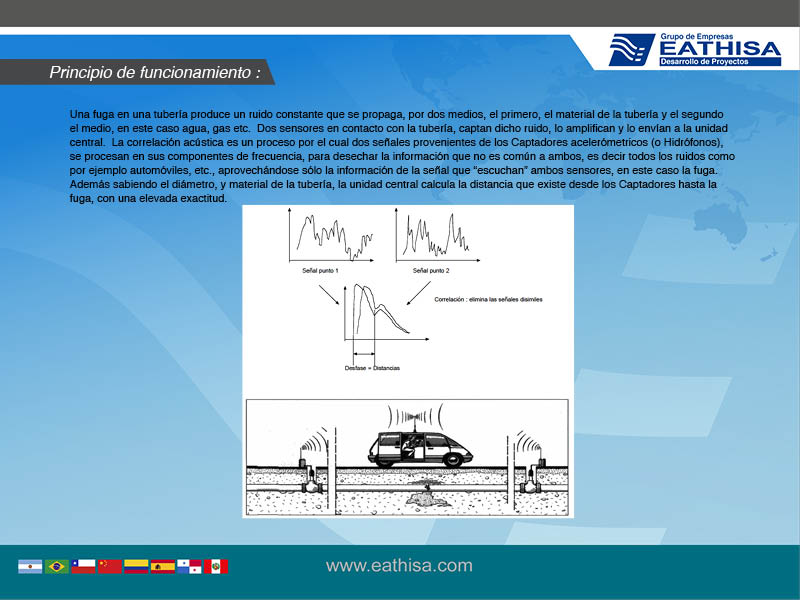 Grupo de Empresas
EATHISA
Desarrollo de Proyectos
Principio de funcionamiento :
Una fuga en una tubería produce un ruido constante que se propaga, por dos medios, el primero, el material de la tubería y el segundo
el medio, en este caso agua, gas etc. Dos sensores en contacto con la tubería, captan dicho ruido, lo amplifican y lo envían a la unidad
central. La correlación acústica es un proceso por el cual dos señales provenientes de los Captadores acelerómetricos (o Hidrófonos),
se procesan en sus componentes de frecuencia, para desechar la información que no es común a ambos, es decir todos los ruidos como
por ejemplo automóviles, etc., aprovechándose sólo la información de la señal que “escuchan” ambos sensores, en este caso la fuga.
Además sabiendo el diámetro, y material de la tubería, la unidad central calcula la distancia que existe desde los Captadores hasta la
fuga, con una elevada exactitud.
Señal punto 1
Señal punto 2
Correlación : elimina las señales disimiles
Desfase = Distancias
www.eathisa.com